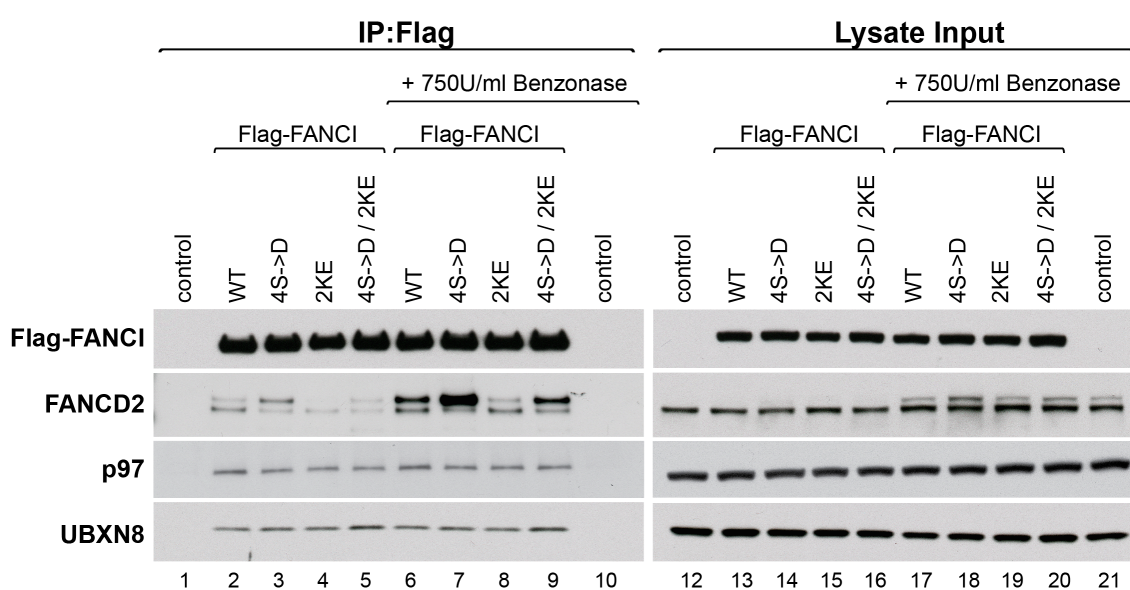 IP:Flag Lysate Input
+ 750U/ml Benzonase + 750U/ml Benzonase
Flag-FANCI Flag-FANCI Flag-FANCI Flag-FANCI
control WT 4S->D 2KE 4S->D / 2KE WT 4S->D 2KE 4S->D / 2KE control control WT 4S->D 2KE 4S->D / 2KE WT 4S->D 2KE 4S->D / 2KE control
Flag-FANCI
FANCD2
p97
UBXN8
1 2 3 4 5 6 7 8 9 10 12 13 14 15 16 17 18 19 20 21